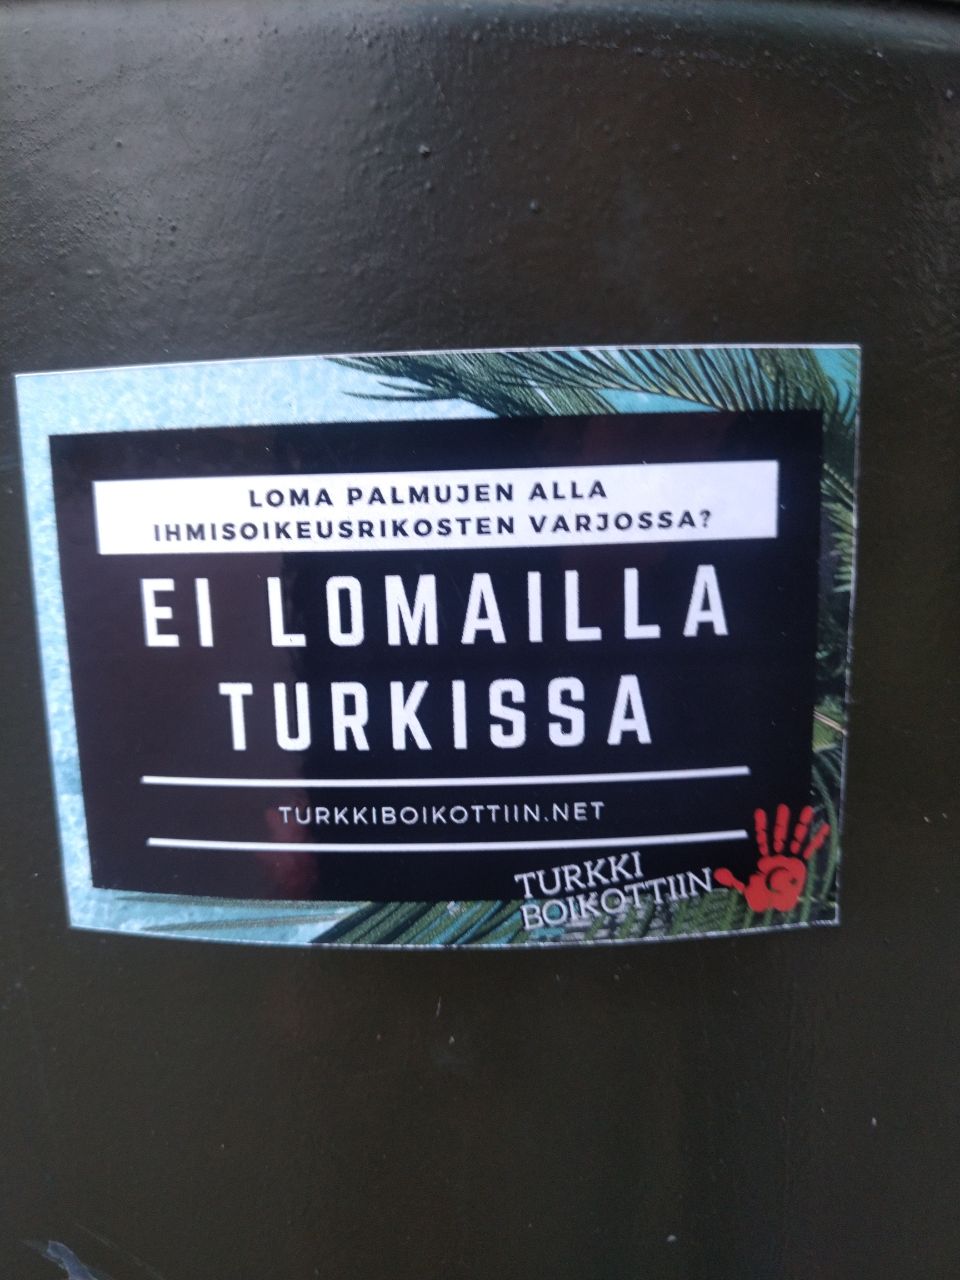 LOMA PALMUJEN ALLA
IHMISOIKEUSRIKOSTEN VARJOSSA?
EI LOMAILLA
TURKISSA
TURKKIBOIKOTTIIN.NET
TURKKI
BOIKOTTIIN